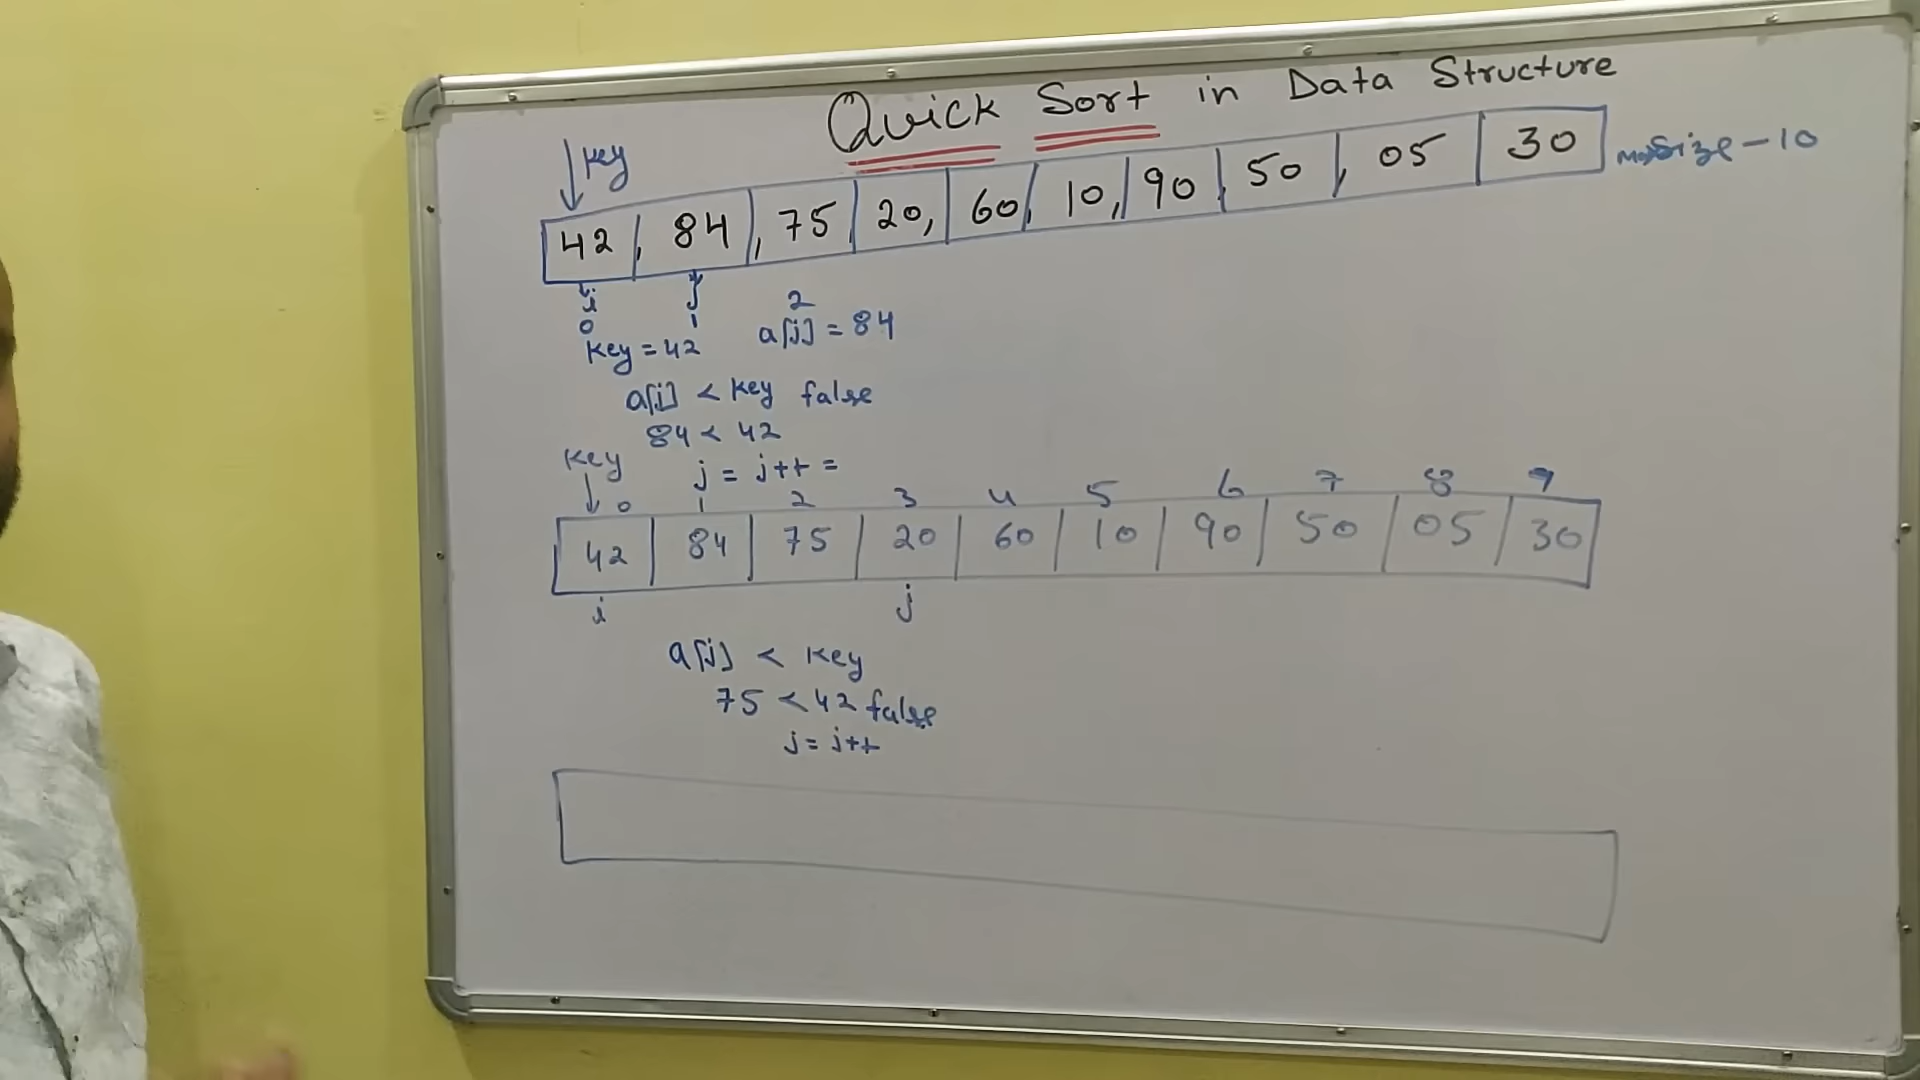 Quick Sort in Data Structure
key
42, 84, 75, 20, 60, 10, 90, 50, 05 30
Size-10
i j 2
0 1
key=42 a[j]=84
a[j] < key false
84 < 42
key j = j++ =
0 1 2 3 4 5 6 7 8 9
42 84 75 20 60 10 90 50 05 30
i j
a[j] < key
75 < 42 false
j= j++